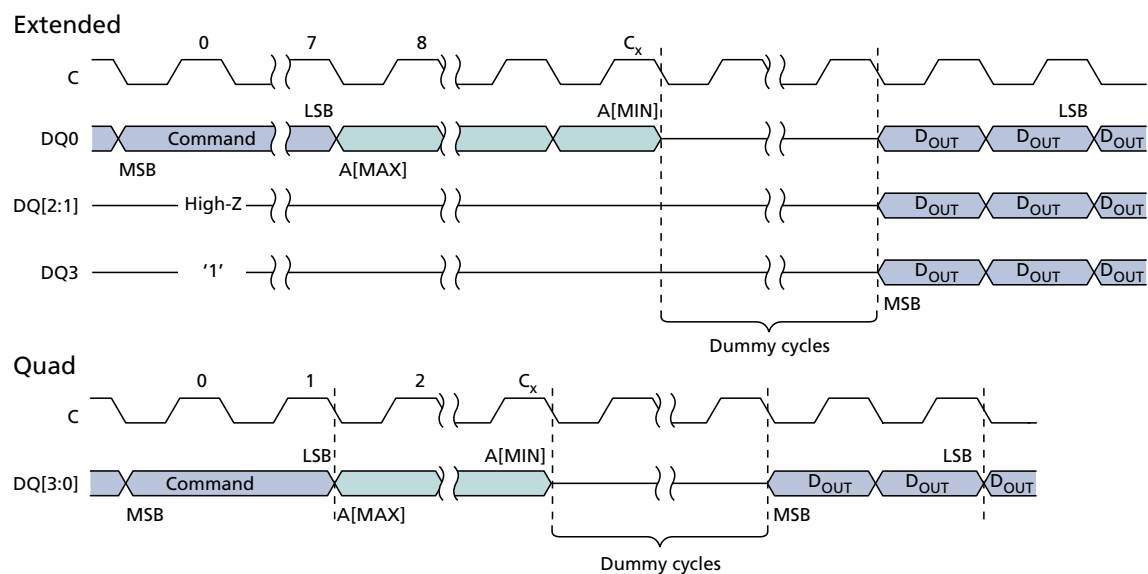 Extended
0 7 8 Cx
C
LSB A[MIN] LSB
DQ0 Command DOUT DOUT DOUT
MSB A[MAX]
DQ[2:1] High-Z DOUT DOUT DOUT
DQ3 '1' DOUT DOUT DOUT
MSB
Dummy cycles
Quad
0 1 2 Cx
C
LSB A[MIN] LSB
DQ[3:0] Command DOUT DOUT DOUT
MSB A[MAX] MSB
Dummy cycles